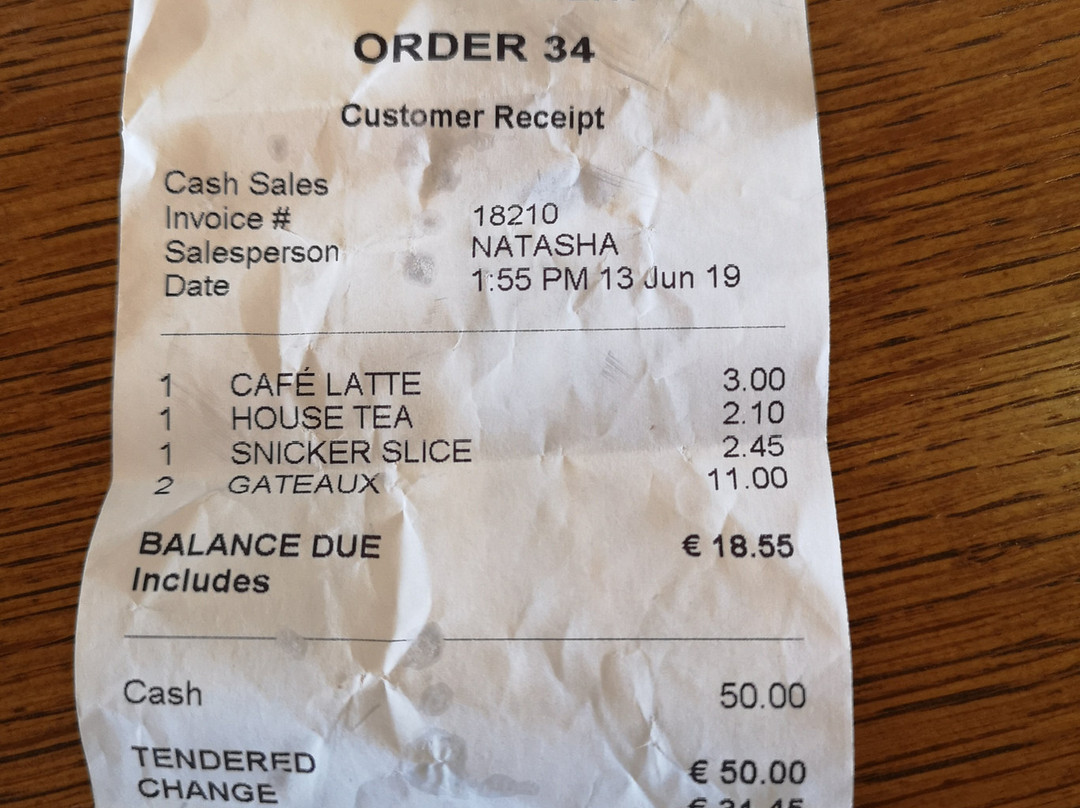 ORDER 34
Customer Receipt
Cash Sales
Invoice # 18210
Salesperson NATASHA
Date 1:55 PM 13 Jun 19
1 CAFÉ LATTE 3.00
1 HOUSE TEA 2.10
1 SNICKER SLICE 2.45
2 GATEAUX 11.00
BALANCE DUE € 18.55
Includes
Cash 50.00
TENDERED € 50.00
CHANGE € 31.45